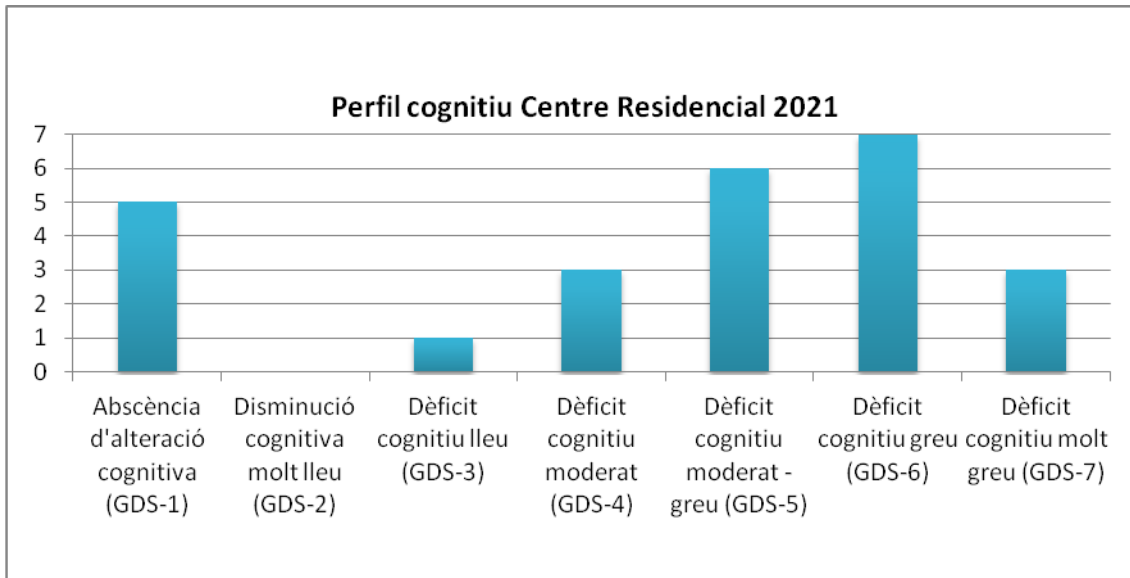 Perfil cognitiu Centre Residencial 2021
7
6
5
4
3
2
1
0
Abscència
d'alteració
cognitiva
(GDS-1)
Disminució
cognitiva
molt lleu
(GDS-2)
Dèficit
cognitiu lleu
(GDS-3)
Dèficit
cognitiu
moderat
(GDS-4)
Dèficit
cognitiu
moderat -
greu (GDS-5)
Dèficit
cognitiu greu
(GDS-6)
Dèficit
cognitiu molt
greu (GDS-7)